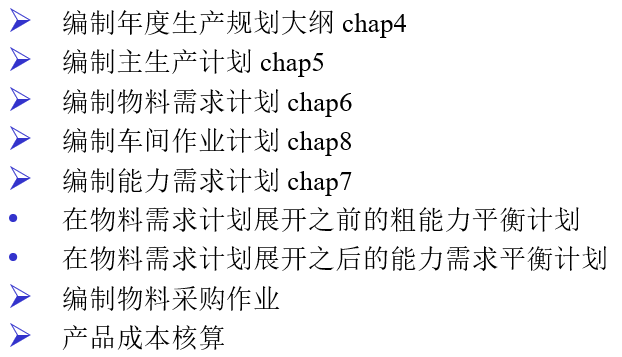 ➢ 编制年度生产规划大纲 chap4
➢ 编制主生产计划 chap5
➢ 编制物料需求计划 chap6
➢ 编制车间作业计划 chap8
➢ 编制能力需求计划 chap7
• 在物料需求计划展开之前的粗能力平衡计划
• 在物料需求计划展开之后的能力需求平衡计划
➢ 编制物料采购作业
➢ 产品成本核算